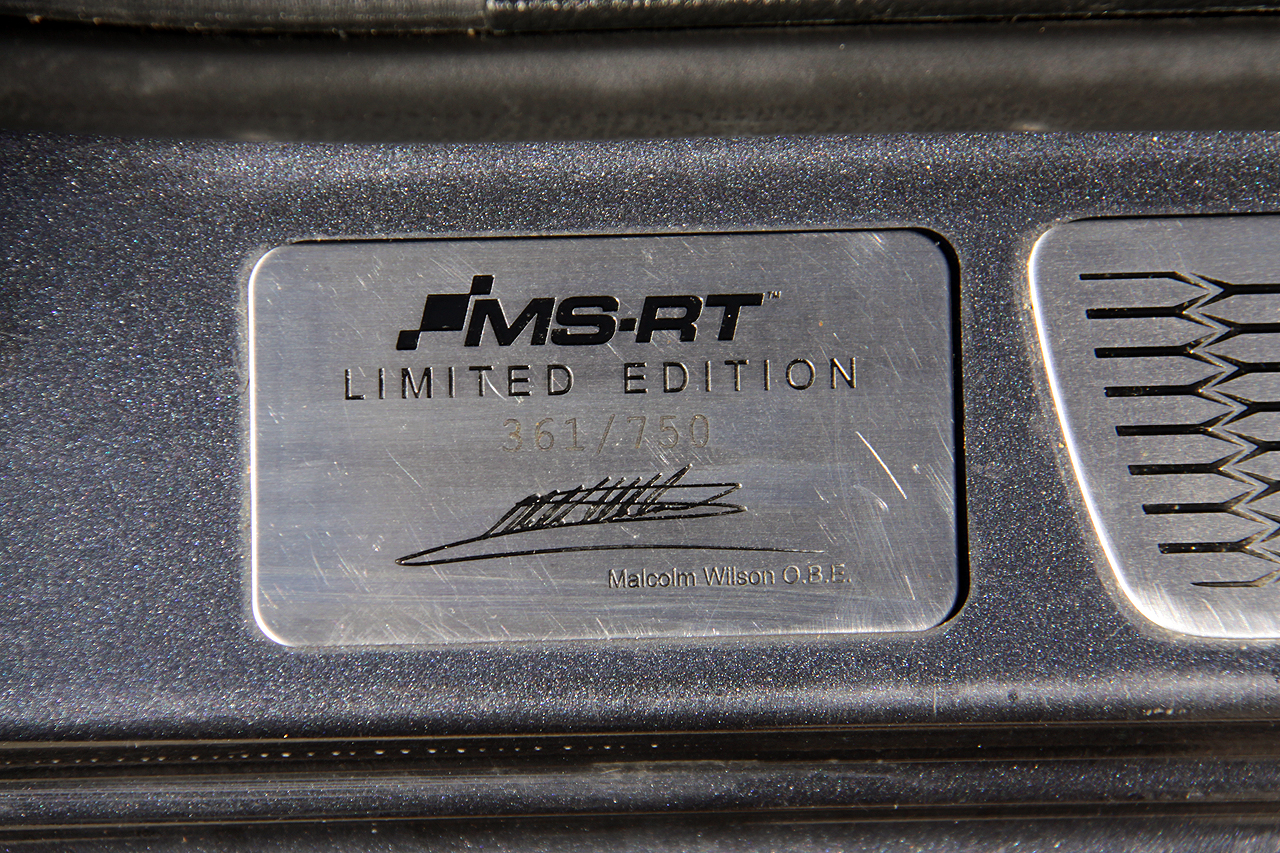 MS-RT™
LIMITED EDITION
361/750
Malcolm Wilson O.B.E.